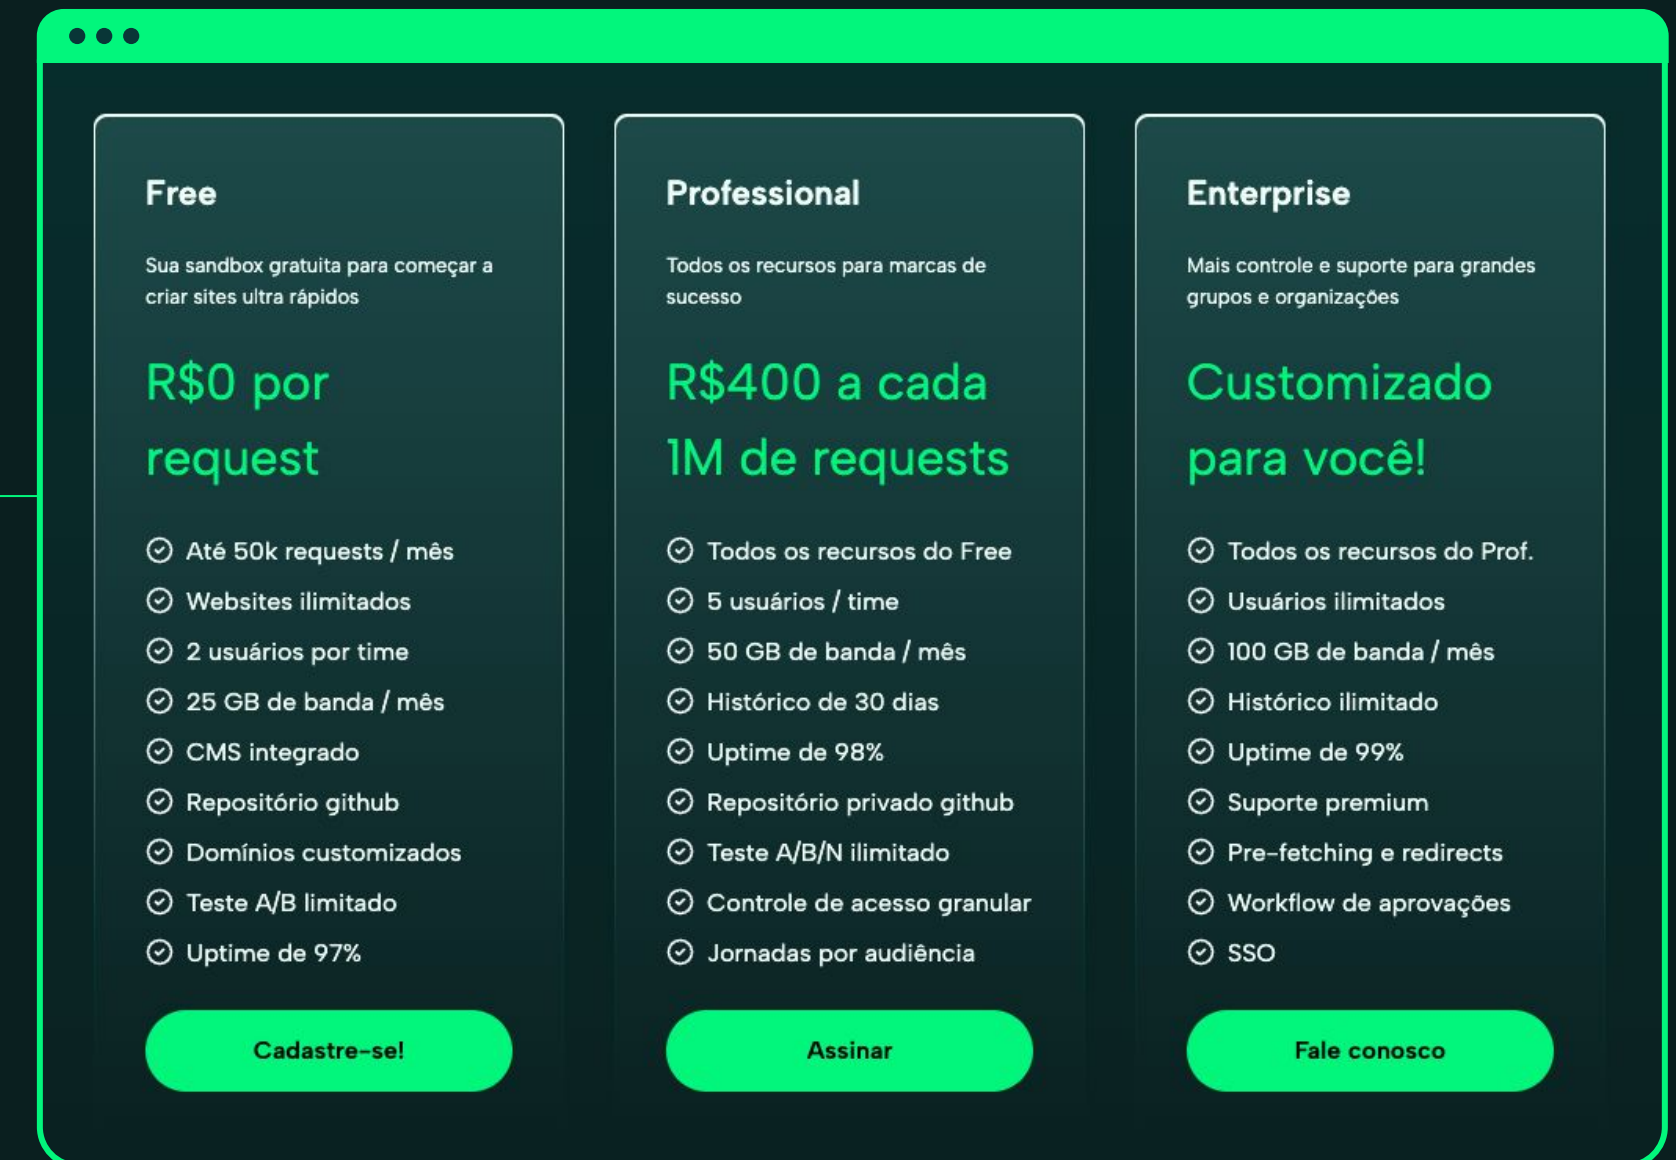 Free
Sua sandbox gratuita para começar a
criar sites ultra rápidos
R$0 por
request
Até 50k requests / mês
Websites ilimitados
2 usuários por time
25 GB de banda / mês
CMS integrado
Repositório github
Domínios customizados
Teste A/B limitado
Uptime de 97%
Cadastre-se!
Professional
Todos os recursos para marcas de
sucesso
R$400 a cada
1M de requests
Todos os recursos do Free
5 usuários / time
50 GB de banda / mês
Histórico de 30 dias
Uptime de 98%
Repositório privado github
Teste A/B/N ilimitado
Controle de acesso granular
Jornadas por audiência
Assinar
Enterprise
Mais controle e suporte para grandes
grupos e organizações
Customizado
para você!
Todos os recursos do Prof.
Usuários ilimitados
100 GB de banda / mês
Histórico ilimitado
Uptime de 99%
Suporte premium
Pre-fetching e redirects
Workflow de aprovações
SSO
Fale conosco